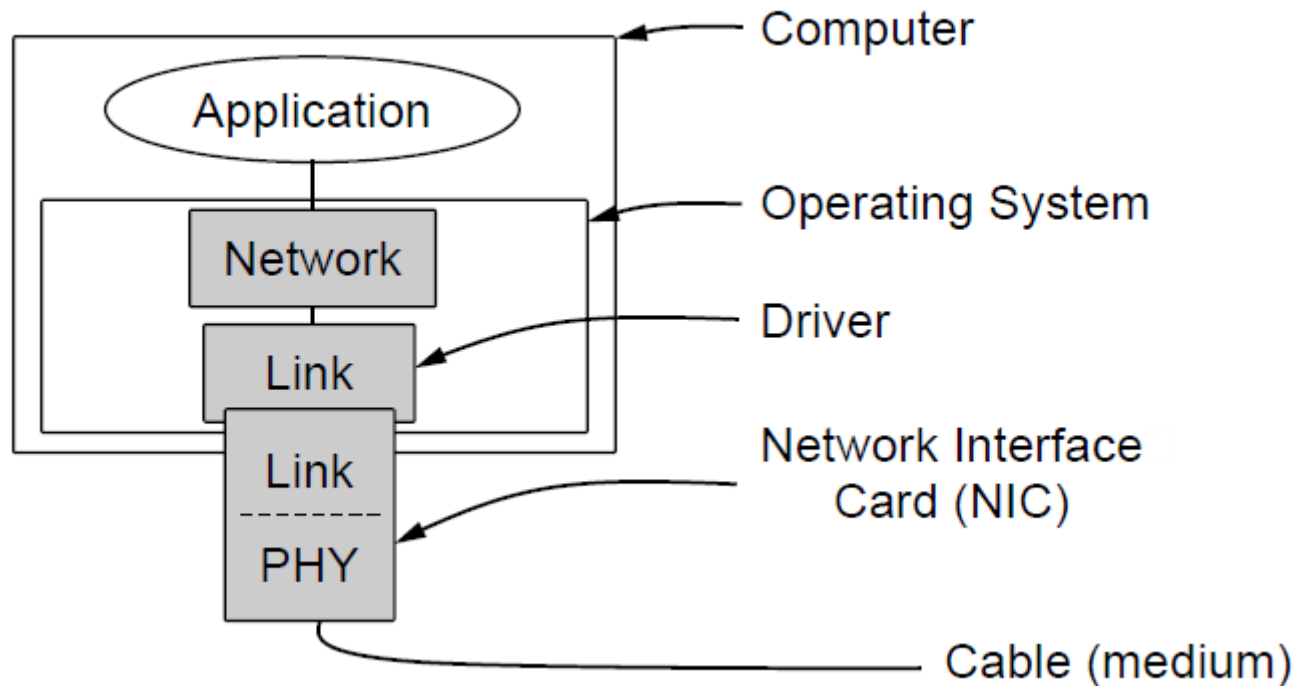 Computer
Application
Operating System
Network
Driver
Link
Network Interface
Card (NIC)
Link
PHY
Cable (medium)